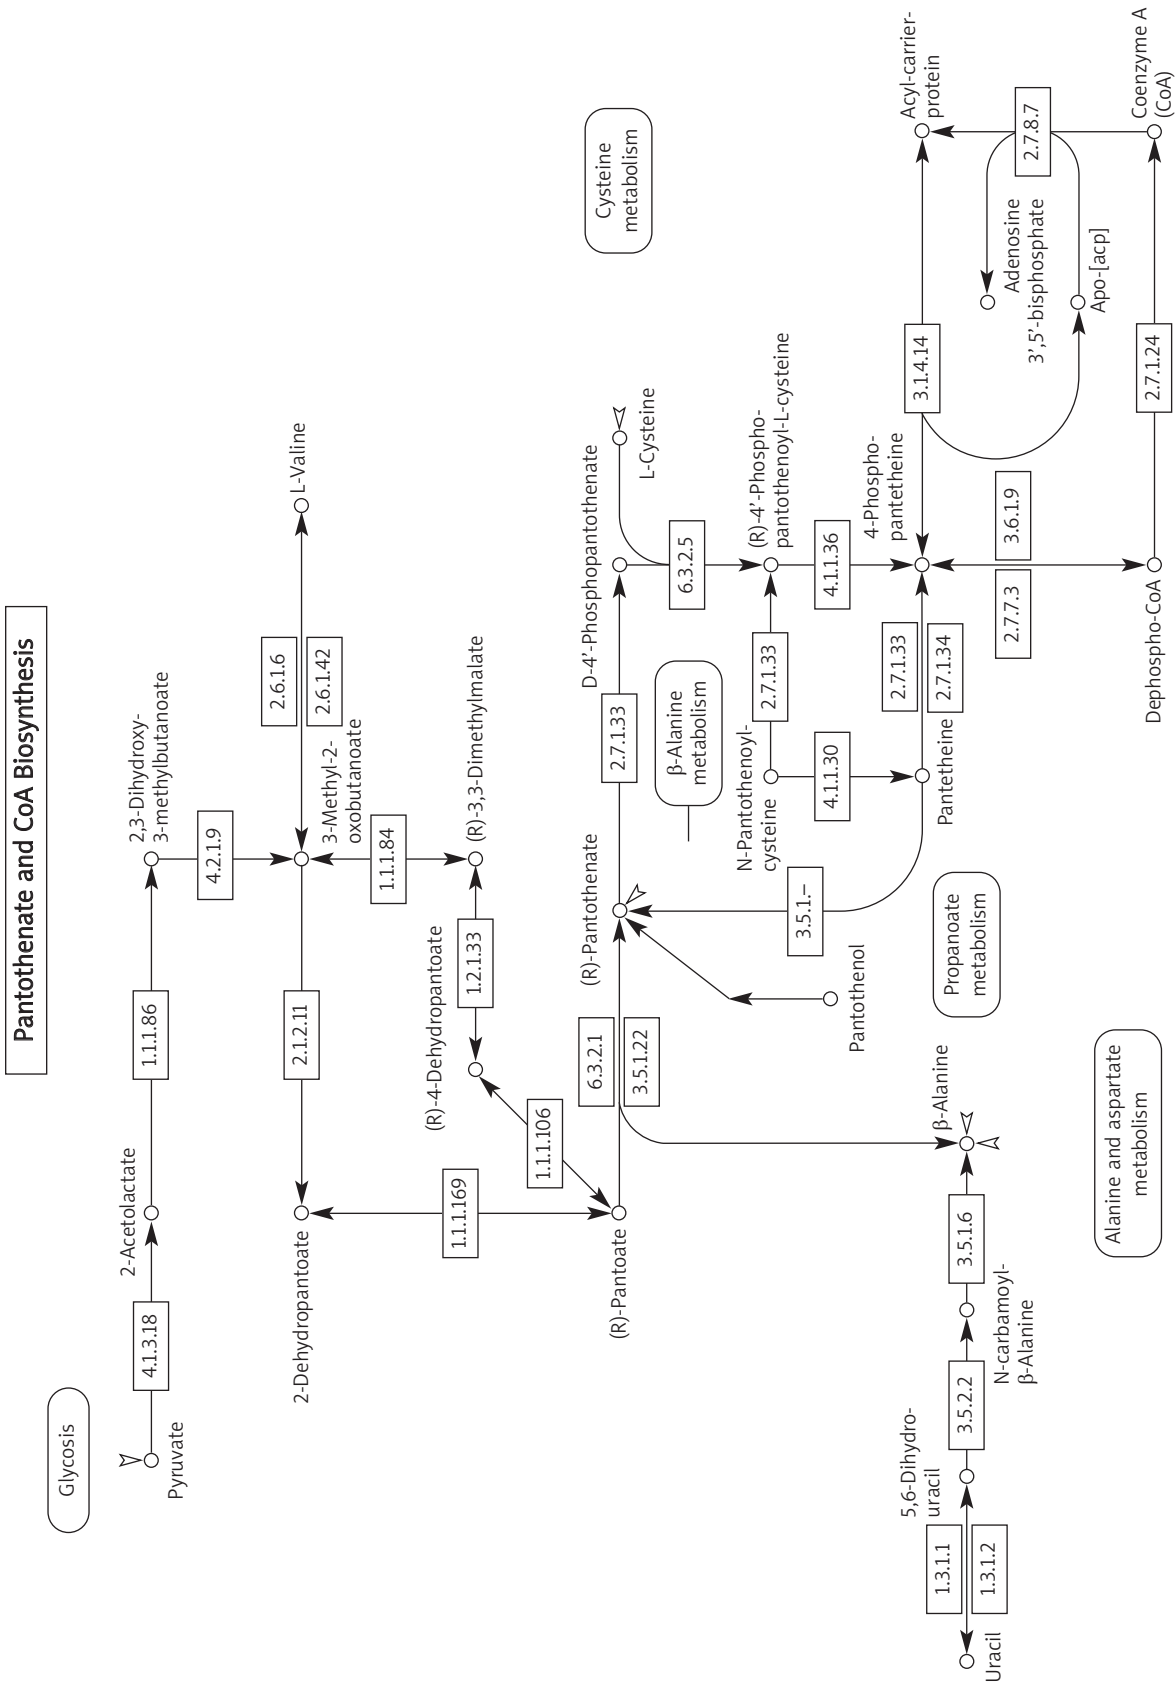 Pantothenate and CoA Biosynthesis
Glycosis
Pyruvate
4.1.3.18
2-Acetolactate
1.1.1.86
2,3-Dihydroxy-
3-methylbutanoate
4.2.1.9
2-Dehydropantoate
2.1.2.11
3-Methyl-2-
oxobutanoate
2.6.1.6
2.6.1.42
L-Valine
1.1.1.84
(R)-3,3-Dimethylmalate
1.2.1.33
(R)-4-Dehydropantoate
1.1.1.106
1.1.1.169
(R)-Pantoate
6.3.2.1
3.5.1.22
(R)-Pantothenate
2.7.1.33
D-4’-Phosphopantothenate
L-Cysteine
Cysteine
metabolism
6.3.2.5
β-Alanine
metabolism
N-Pantothenoyl-
cysteine
2.7.1.33
(R)-4’-Phospho-
pantothenoyl-L-cysteine
4.1.1.30
4.1.1.36
3.5.1.–
Pantothenol
Pantetheine
2.7.1.33
2.7.1.34
4-Phospho-
pantetheine
3.1.4.14
Acyl-carrier-
protein
Adenosine
3’,5’-bisphosphate
Apo-[acp]
2.7.8.7
3.6.1.9
2.7.7.3
Dephospho-CoA
2.7.1.24
Coenzyme A
(CoA)
Propanoate
metabolism
Uracil
1.3.1.1
1.3.1.2
5,6-Dihydro-
uracil
3.5.2.2
N-carbamoyl-
β-Alanine
3.5.1.6
β-Alanine
Alanine and aspartate
metabolism